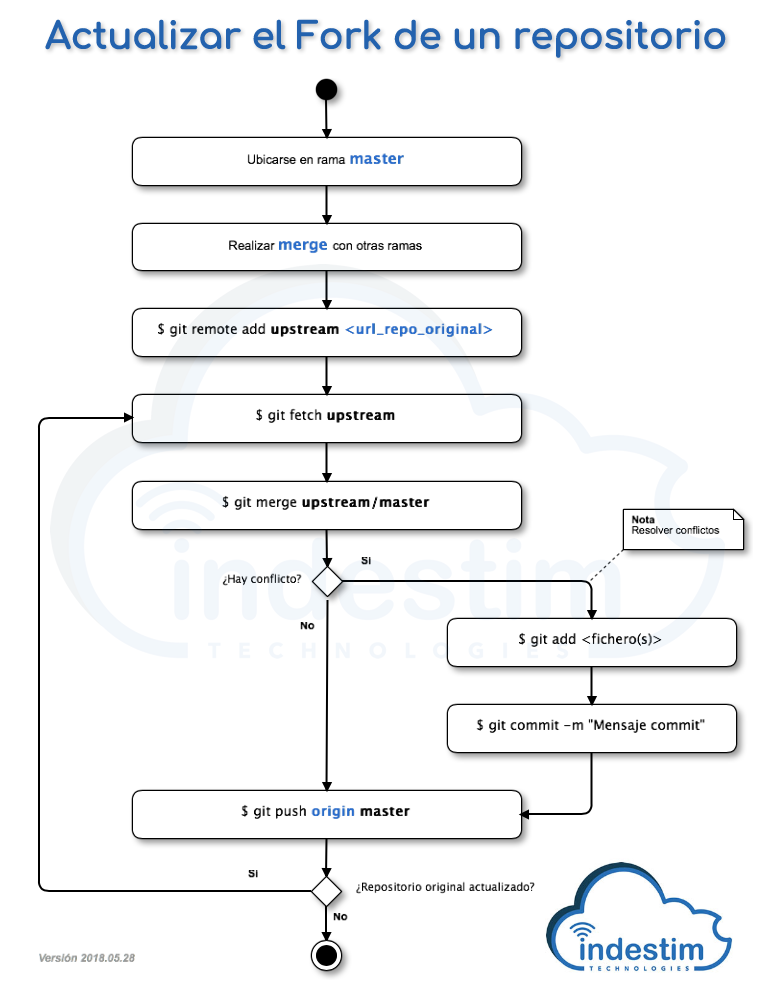 Actualizar el Fork de un repositorio
Ubicarse en rama master
Realizar merge con otras ramas
$ git remote add upstream <url_repo_original>
$ git fetch upstream
$ git merge upstream/master
Nota
Resolver conflictos
Si
¿Hay conflicto?
No
indestim
TECHNOLOGIES
$ git add <fichero(s)>
$ git commit -m "Mensaje commit"
$ git push origin master
Si
¿Repositorio original actualizado?
No
indestim
TECHNOLOGIES
Versión 2018.05.28